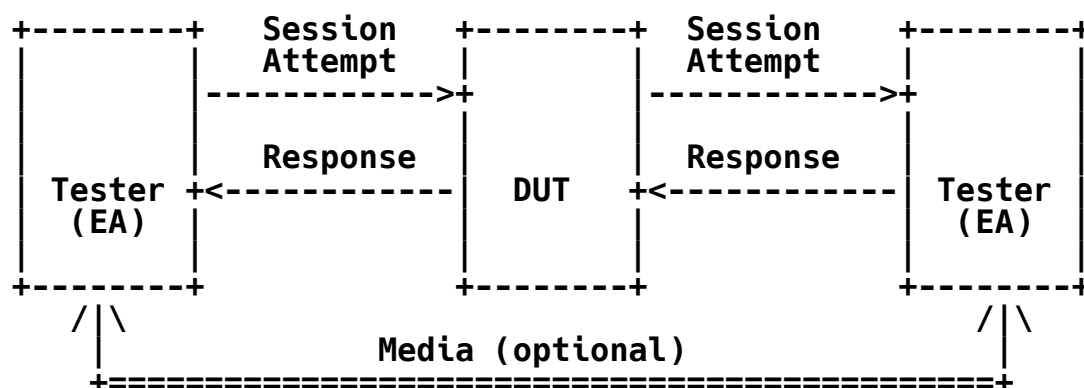 Session Session
Attempt Attempt
Response Response
Tester DUT Tester
(EA) (EA)
Media (optional)